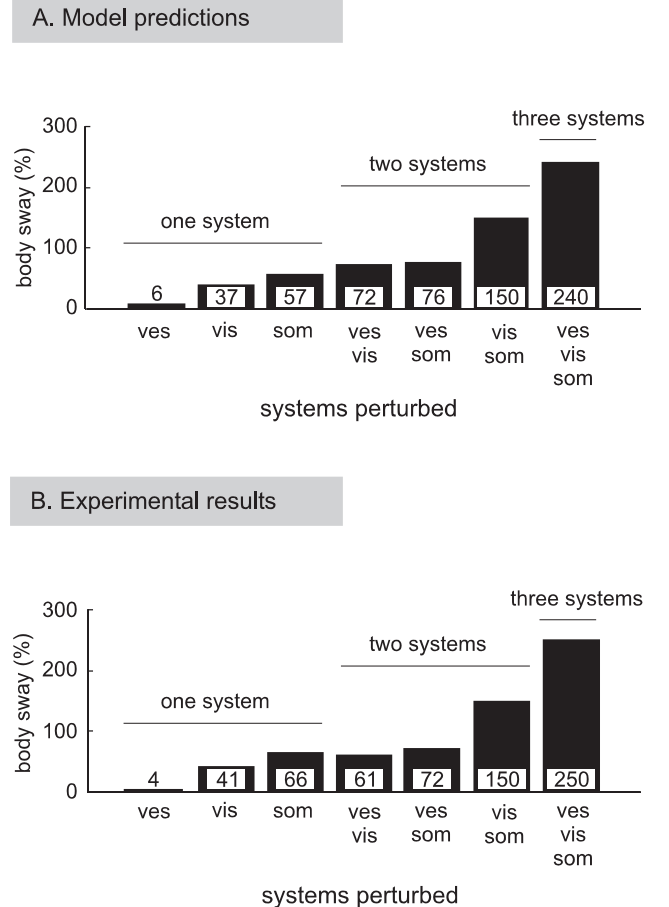 A. Model predictions
three systems
two systems
one system
body sway (%)
300
200
100
0
6 37 57 72 76 150 240
ves vis som ves ves vis ves
vis som som vis
som
systems perturbed
B. Experimental results
three systems
two systems
one system
body sway (%)
300
200
100
0
4 41 66 61 72 150 250
ves vis som ves ves vis ves
vis som som vis
som
systems perturbed